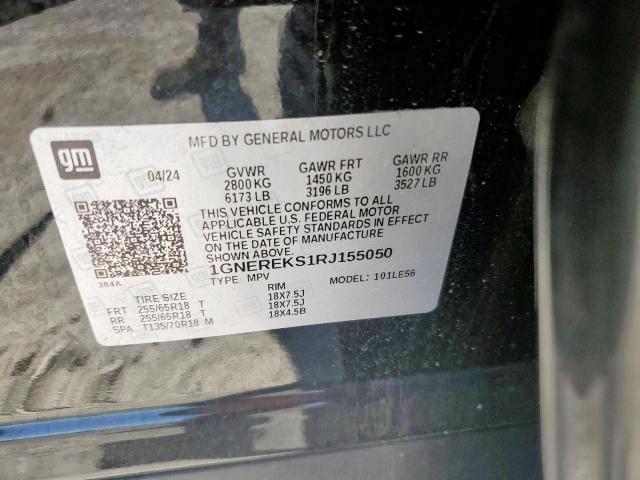 MFD BY GENERAL MOTORS LLC
gm
04/24 GVWR GAWR FRT GAWR RR
2800 KG 1450 KG 1600 KG
6173 LB 3196 LB 3527 LB
THIS VEHICLE CONFORMS TO ALL
APPLICABLE U.S. FEDERAL MOTOR
VEHICLE SAFETY STANDARDS IN EFFECT
ON THE DATE OF MANUFACTURE
SHOWN ABOVE.
384A
1GNEREKS1RJ155050
TYPE: MPV MODEL: 101LE56
TIRE SIZE RIM
FRT 255/65R18 T 18X7.5J
RR 255/65R18 T 18X7.5J
SPA T135/70R18 M 18X4.5B